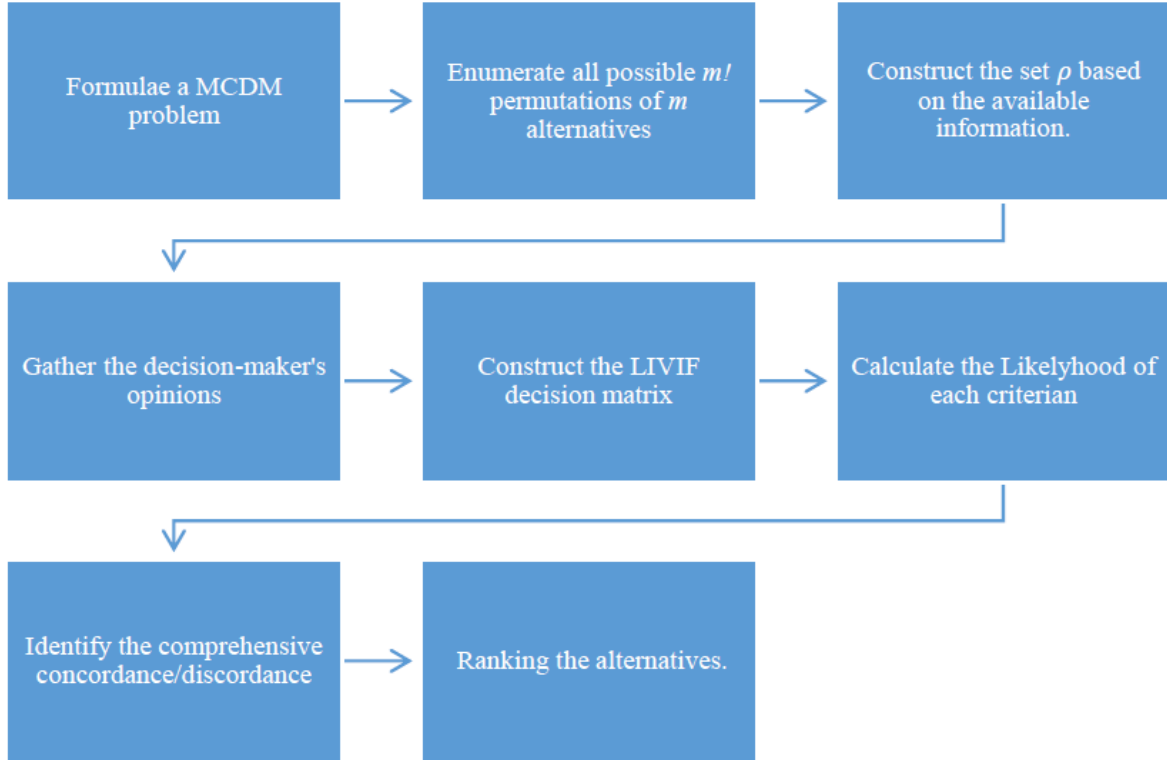 Formulae a MCDM
problem
Enumerate all possible m!
permutations of m
alternatives
Construct the set ρ based
on the available
information.
Gather the decision-maker's
opinions
Construct the LIVIF
decision matrix
Calculate the Likelyhood of
each criterian
Identify the comprehensive
concordance/discordance
Ranking the alternatives.